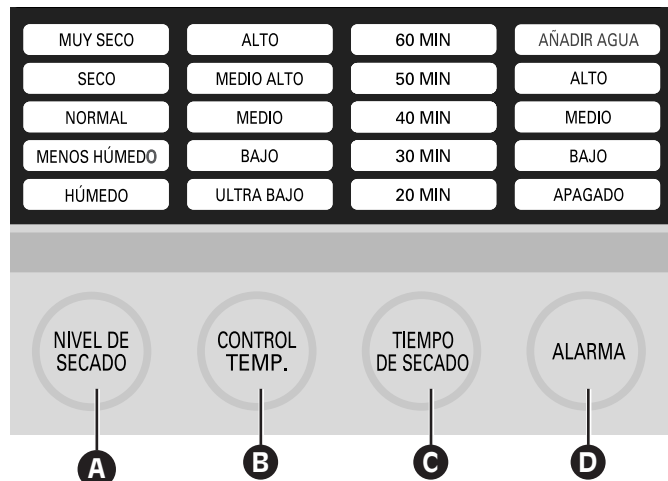 MUY SECO ALTO 60 MIN AÑADIR AGUA
SECO MEDIO ALTO 50 MIN ALTO
NORMAL MEDIO 40 MIN MEDIO
MENOS HÚMEDO BAJO 30 MIN BAJO
HÚMEDO ULTRA BAJO 20 MIN APAGADO
NIVEL DE SECADO
CONTROL TEMP.
TIEMPO DE SECADO
ALARMA
A B C D